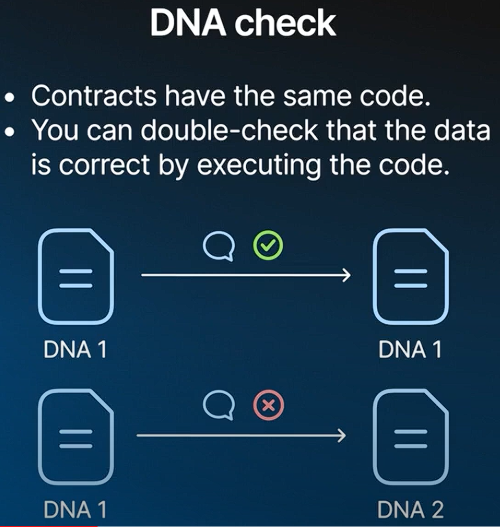 DNA check
• Contracts have the same code.
• You can double-check that the data
is correct by executing the code.
DNA 1
DNA 1
DNA 1
DNA 2